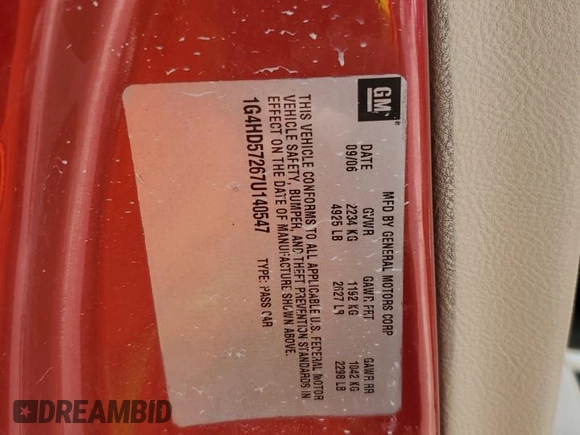 GM®
MFD BY GENERAL MOTORS CORP
DATE GVWR GAWR FRT GAWR RR
09/06 2234 KG 1192 KG 1042 KG
4925 LB 2627 LB 2298 LB
THIS VEHICLE CONFORMS TO ALL APPLICABLE U.S. FEDERAL MOTOR
VEHICLE SAFETY, BUMPER, AND THEFT PREVENTION STANDARDS IN
EFFECT ON THE DATE OF MANUFACTURE SHOWN ABOVE.
1G4HD57267U140547 TYPE: PASS CAR
DREAMBID